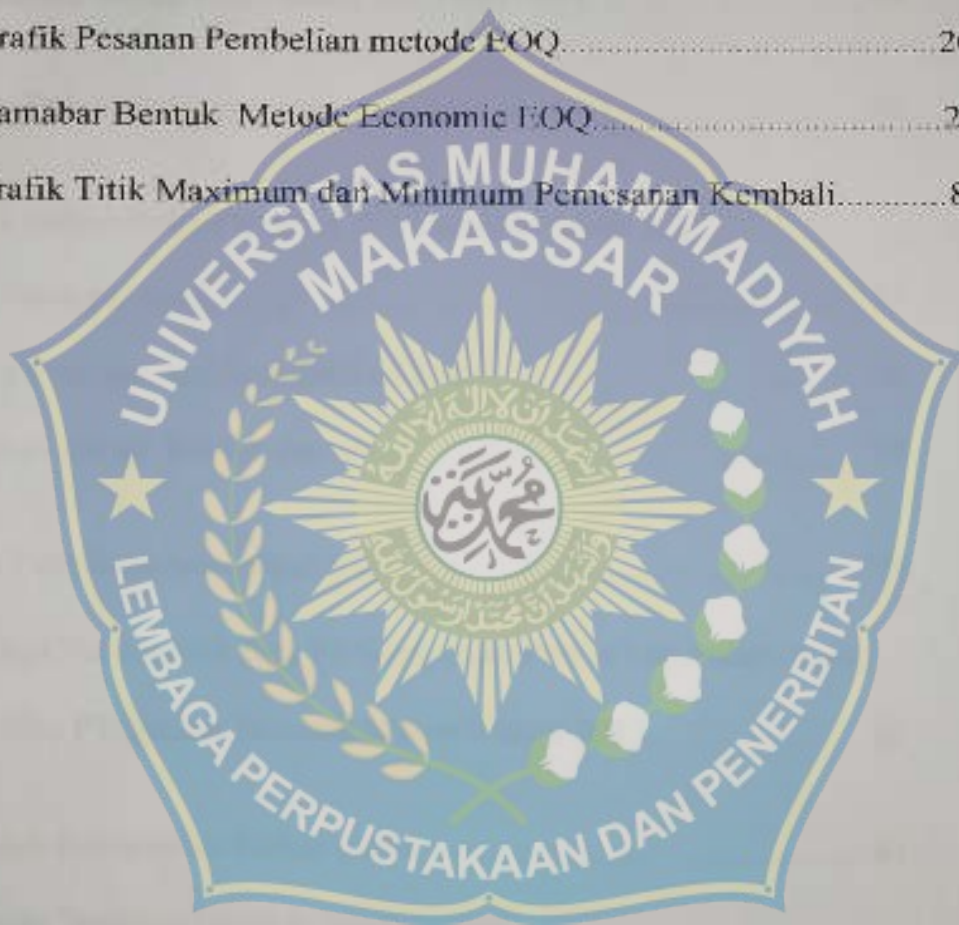 rafik Pesanan Pembelian metode EOQ............................................2
amabar Bentuk Metode Economic EOQ........................................2
rafik Titik Maximum dan Minimum Pemesanan Kembali............8
UNIVERSITAS MUHAMMADIYAH
MAKASSAR
LEMBAGA PERPUSTAKAAN DAN PENERBITAN